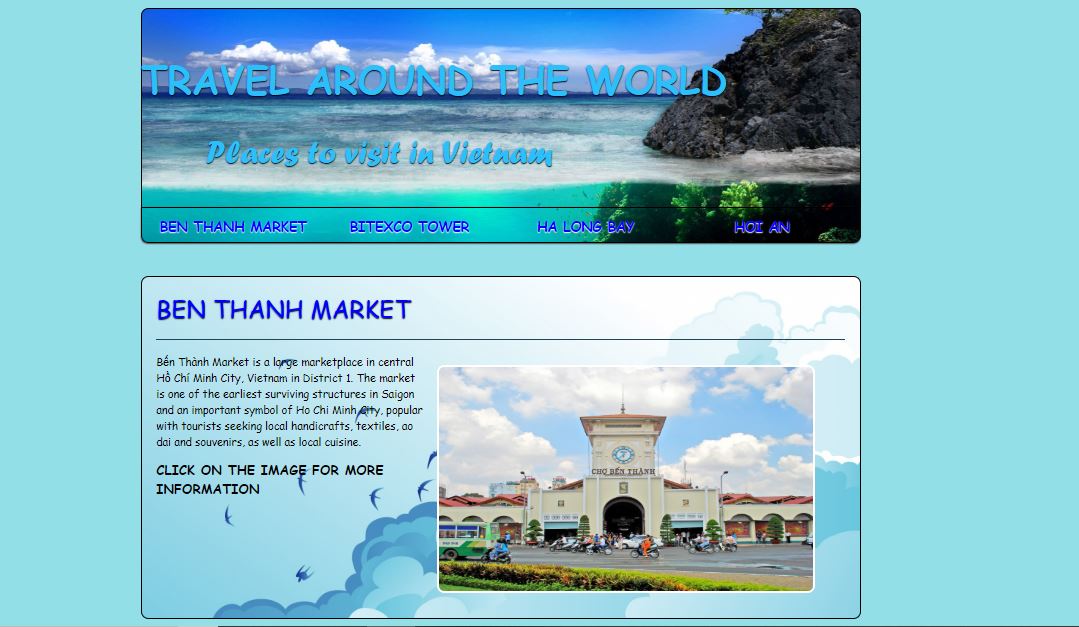 TRAVEL AROUND THE WORLD
Places to visit in Vietnam
BEN THANH MARKET BITEXCO TOWER HA LONG BAY HOI AN
BEN THANH MARKET
Bến Thành Market is a large marketplace in central
Hồ Chí Minh City, Vietnam in District 1. The market
is one of the earliest surviving structures in Saigon
and an important symbol of Ho Chi Minh City, popular
with tourists seeking local handicrafts, textiles, ao
dai and souvenirs, as well as local cuisine.
CLICK ON THE IMAGE FOR MORE
INFORMATION
CHỢ BẾN THÀNH